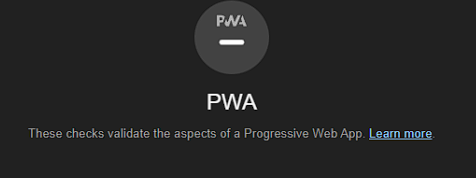 PWA
PWA
These checks validate the aspects of a Progressive Web App. Learn more.